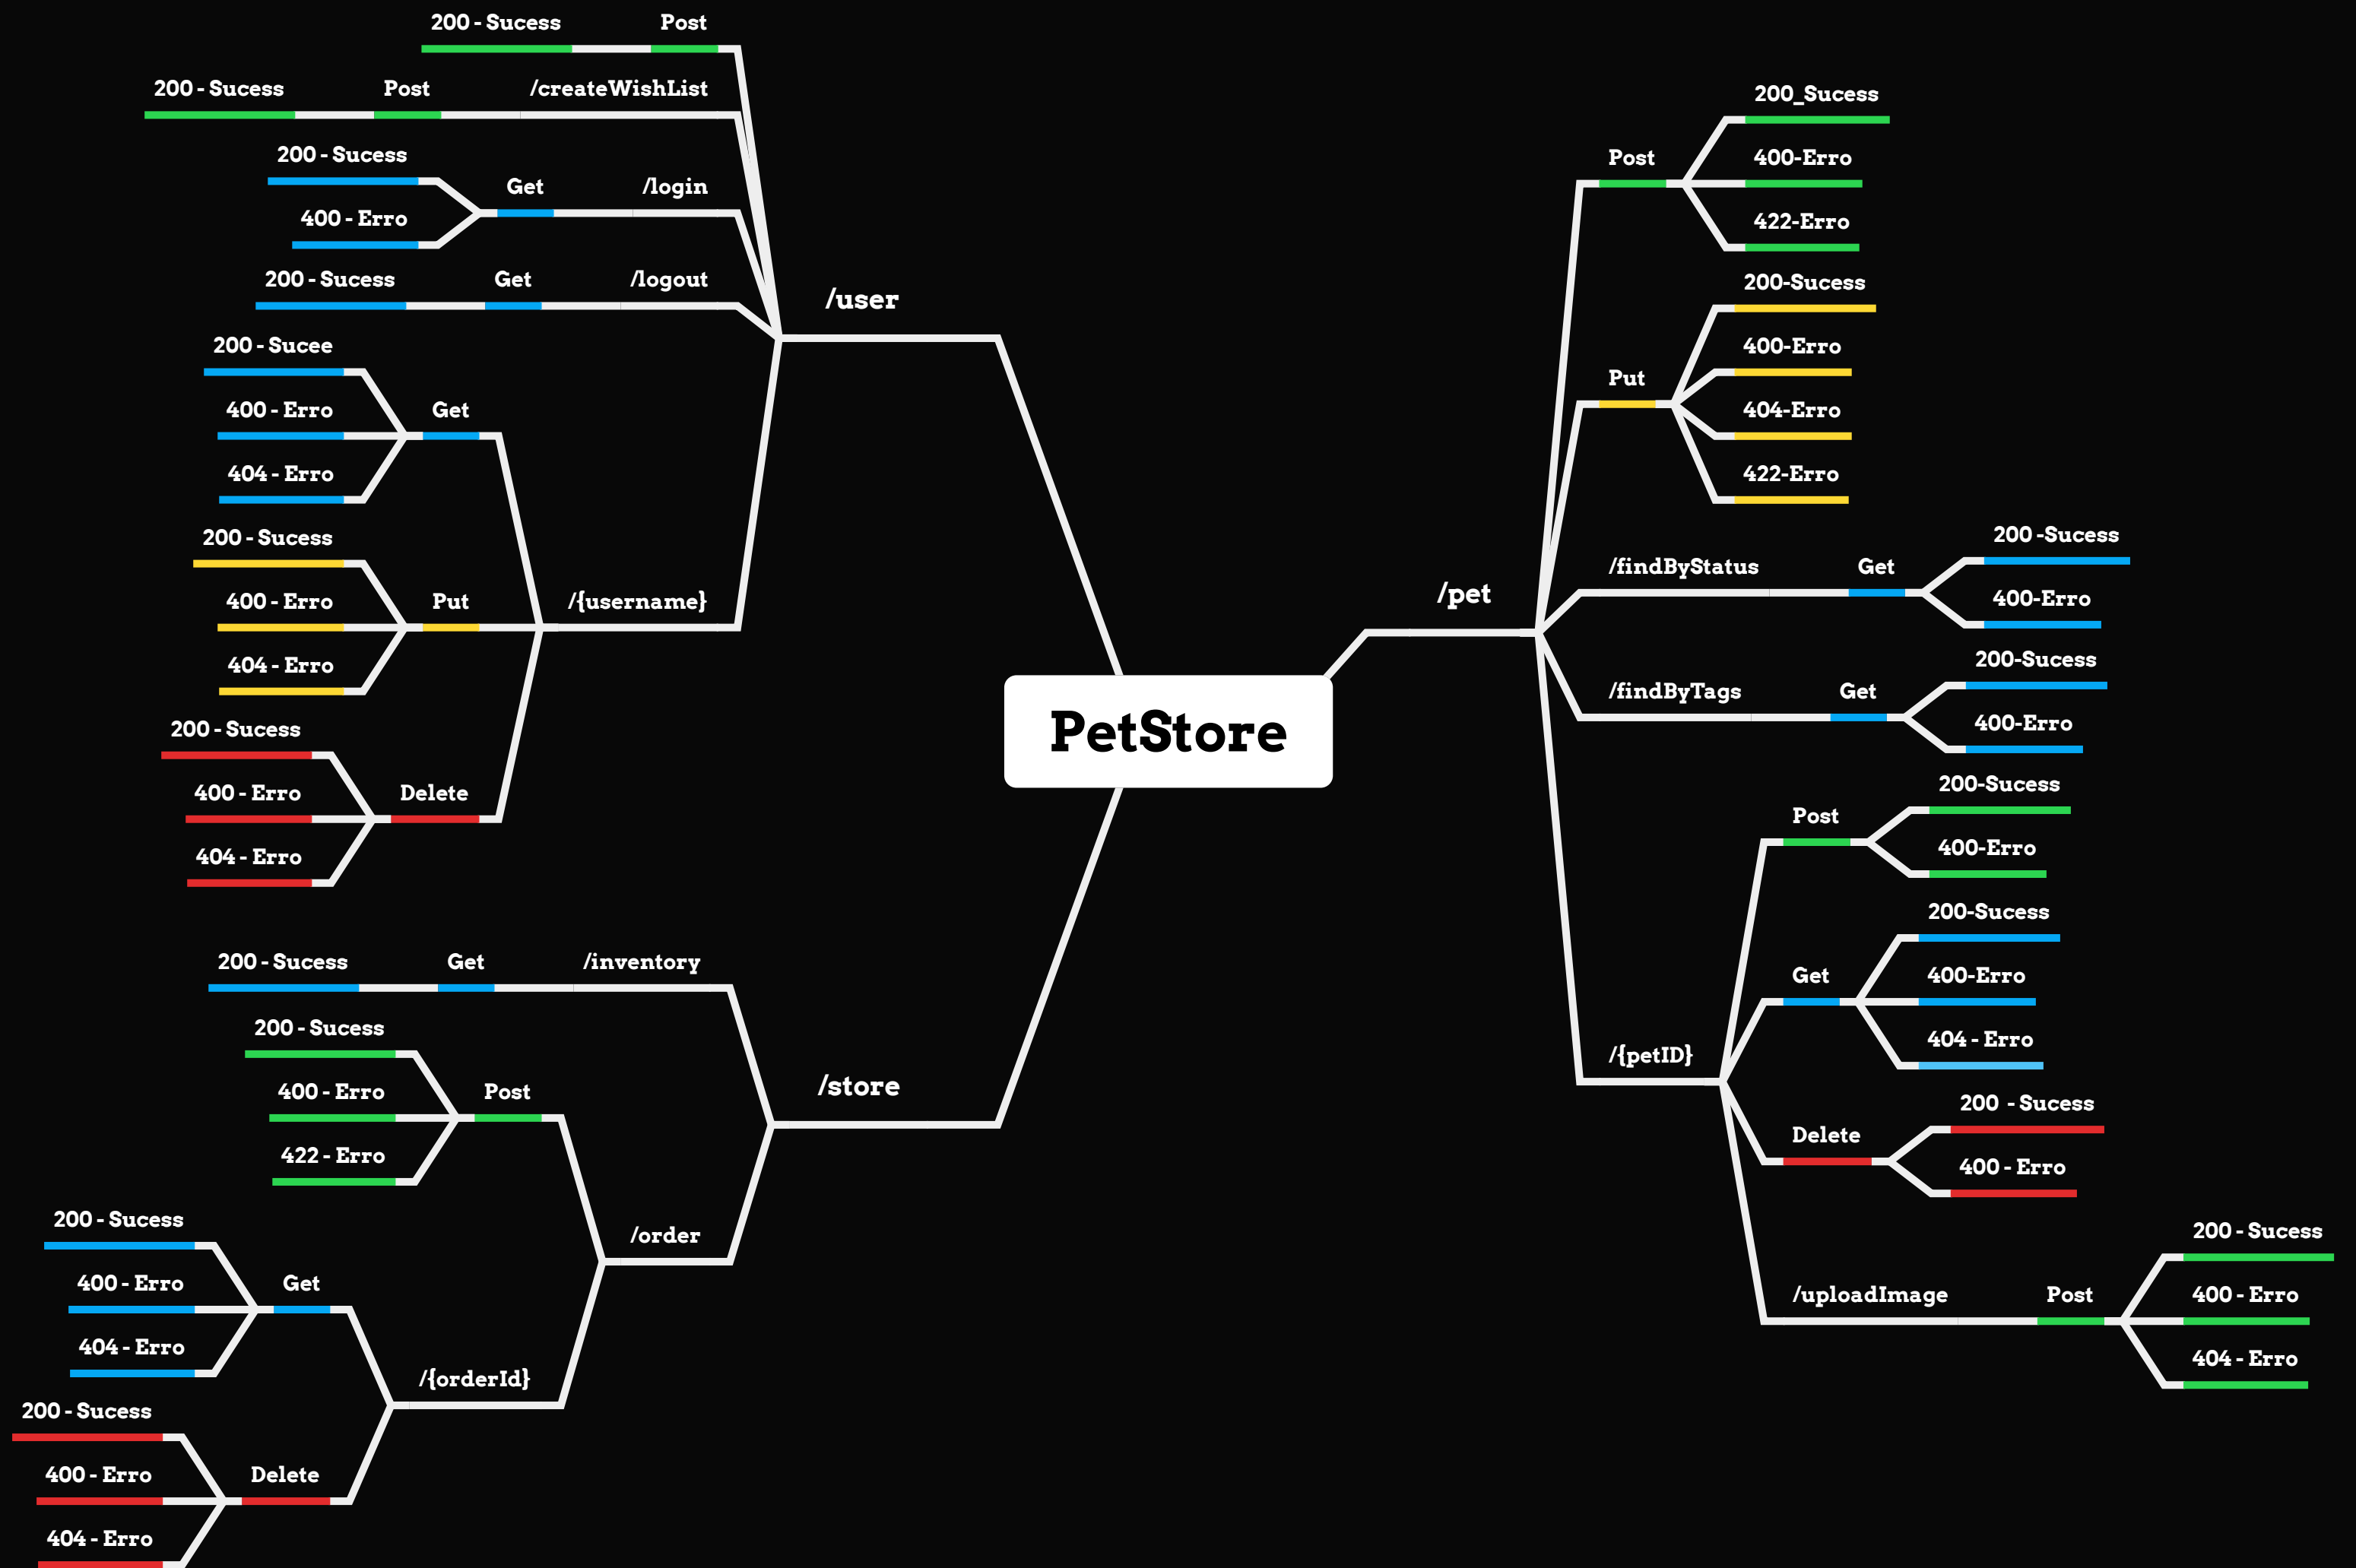 PetStore
/user
Post
200 - Sucess
/createWishList
Post
200 - Sucess
/login
Get
200 - Sucess
400 - Erro
/logout
Get
200 - Sucess
/{username}
Get
200 - Sucee
400 - Erro
404 - Erro
Put
200 - Sucess
400 - Erro
404 - Erro
Delete
200 - Sucess
400 - Erro
404 - Erro
/store
/inventory
Get
200 - Sucess
/order
Post
200 - Sucess
400 - Erro
422 - Erro
/{orderId}
Get
200 - Sucess
400 - Erro
404 - Erro
Delete
200 - Sucess
400 - Erro
404 - Erro
/pet
Post
200_Sucess
400-Erro
422-Erro
Put
200-Sucess
400-Erro
404-Erro
422-Erro
/findByStatus
Get
200 -Sucess
400-Erro
/findByTags
Get
200-Sucess
400-Erro
/{petID}
Post
200-Sucess
400-Erro
Get
200-Sucess
400-Erro
404 - Erro
Delete
200 - Sucess
400 - Erro
/uploadImage
Post
200 - Sucess
400 - Erro
404 - Erro